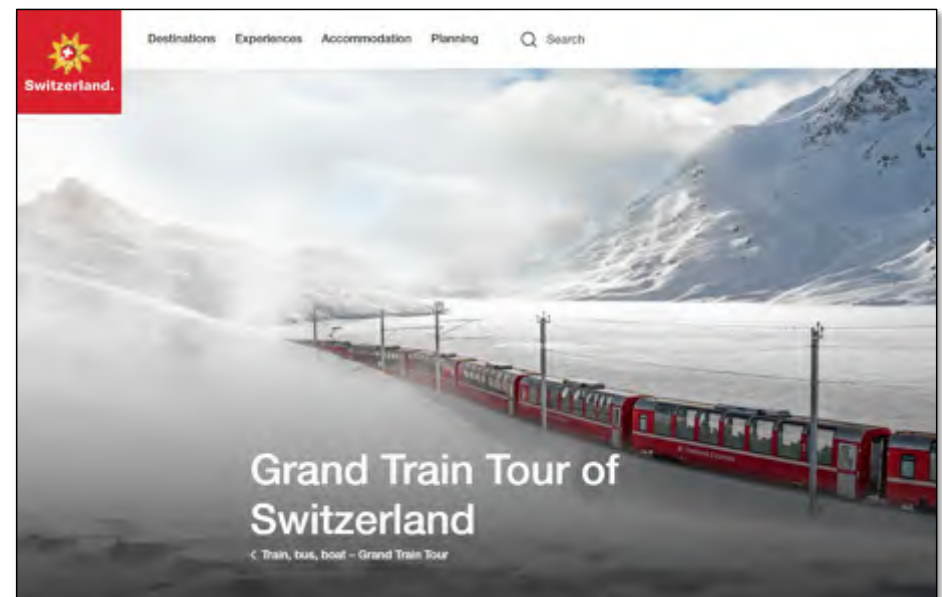 Switzerland.
Destinations Experiences Accommodation Planning Search
Grand Train Tour of
Switzerland
< Train, bus, boat – Grand Train Tour